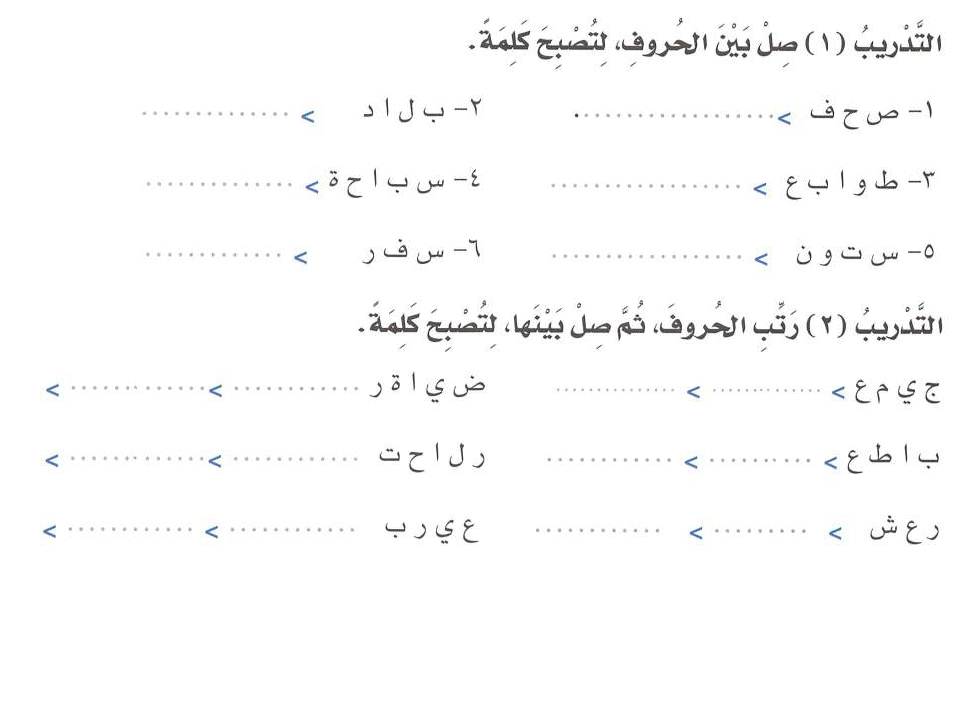 التَّدْرِيبُ (١) صِلْ بَيْنَ الحُروفِ، لِتُصْبِحَ كَلِمَةً.
١- ص ح ف > .................... ٢- ب ل ا د > ..............
٣- ط و ا ب ع > .................. ٤- س ب ا ح ة > ..............
٥- س ت و ن > .................. ٦- س ف ر > .............
التَّدْرِيبُ (٢) رَتِّبِ الحُروفَ، ثُمَّ صِلْ بَيْنَها، لِتُصْبِحَ كَلِمَةً.
ج ي م ع > ............ > ............ ض ي ا ة ر > ............ > ............ >
ب ا ط ع > ............ > ............ ر ل ا ح ت ............ > ............ >
ر ع ش > ......... > ............ ع ي ر ب ............ > ............ >